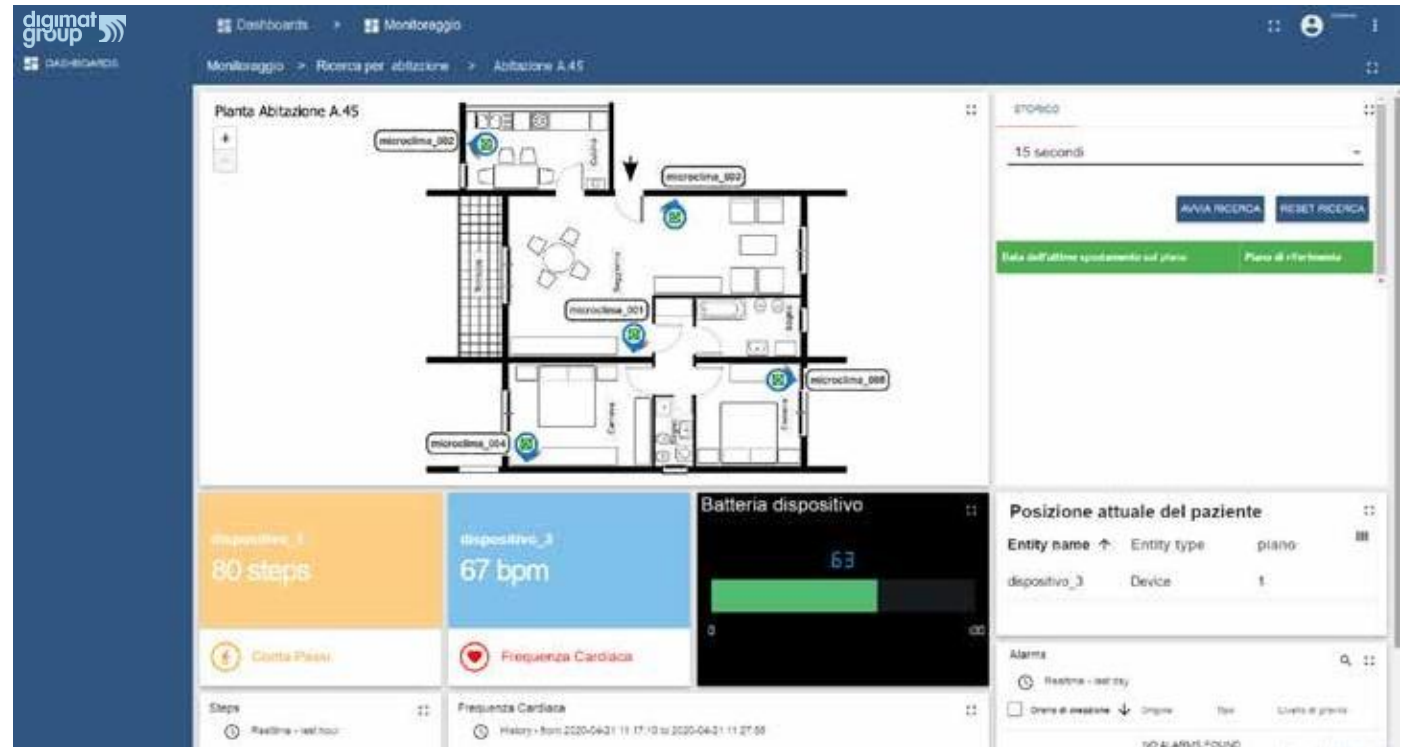 digimat group
Dashboards > Monitoraggio
DASHBOARDS
Monitoraggio > Ricerca per abitazione > Abitazione A.45
Pianta Abitazione A.45
+
-
microclima_002
Cucina
microclima_003
Terrazza
Soggiorno
microclima_001
Bagno
microclima_004
Camera
Bagno
Camera
STORICO
15 secondi
AVVIA RICERCA
RESET RICERCA
Data dell'ultimo spostamento sul piano
Piano di riferimento
80 steps
Conta Passi
dispositivo_3
67 bpm
Frequenza Cardiaca
Batteria dispositivo
63
0
Posizione attuale del paziente
Entity name ↑ Entity type piano
dispositivo_3 Device 1
Steps
Realtime - last hour
Frequenza Cardiaca
History - from 2020-04-21 11:17:10 to 2020-04-21
Alarms
Realtime - last day
Orario di creazione ↓ Origine Tipo Livello di gravità
NO ALARMS FOUND